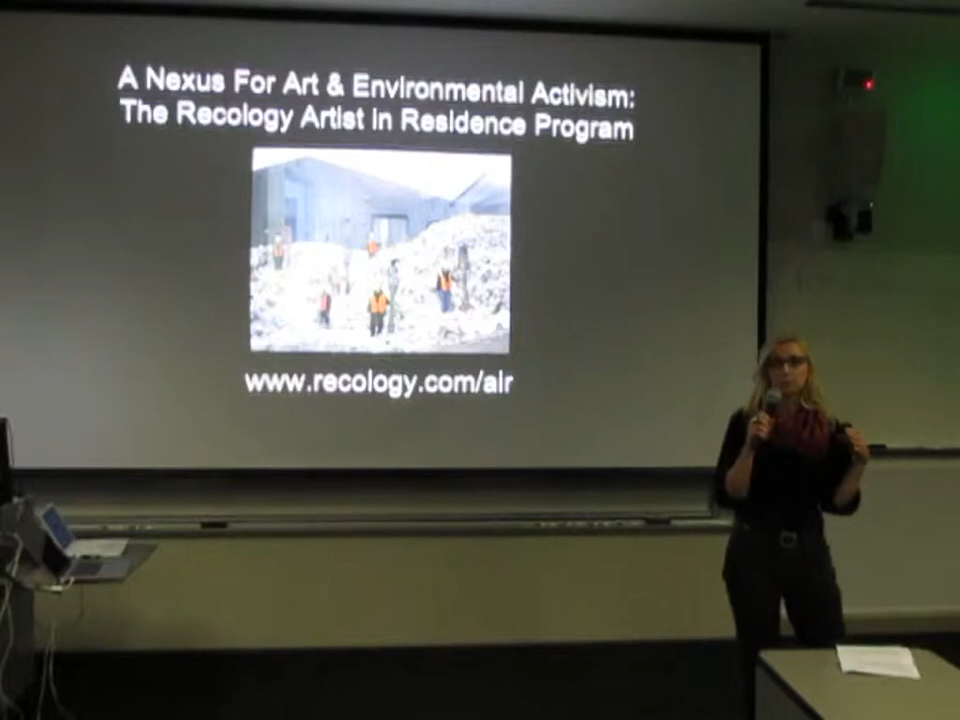 A Nexus For Art & Environmental Activism:
The Recology Artist in Residence Program
www.recology.com/air